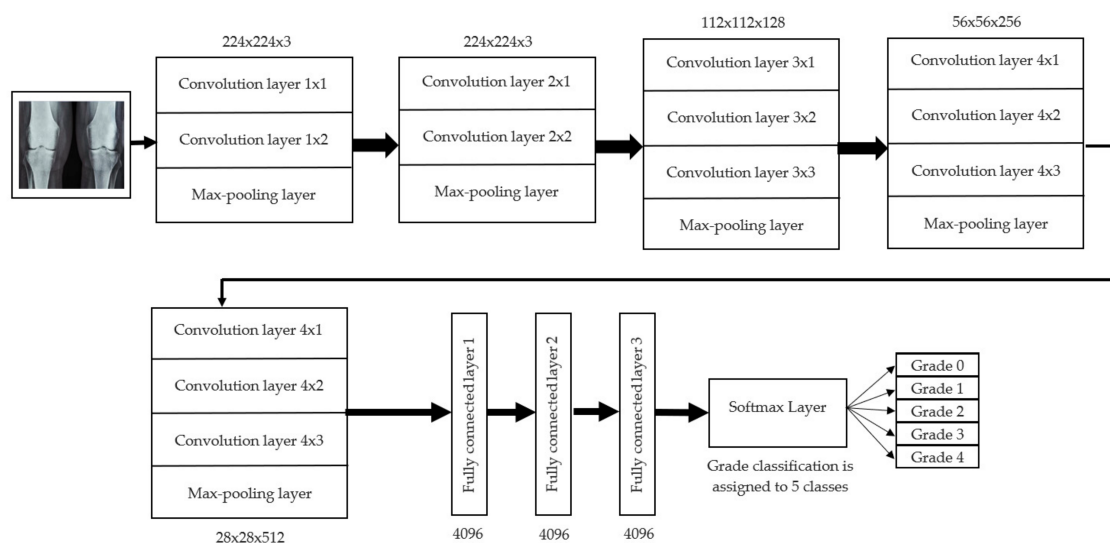 224x224x3
Convolution layer 1x1
Convolution layer 1x2
Max-pooling layer
224x224x3
Convolution layer 2x1
Convolution layer 2x2
Max-pooling layer
112x112x128
Convolution layer 3x1
Convolution layer 3x2
Convolution layer 3x3
Max-pooling layer
56x56x256
Convolution layer 4x1
Convolution layer 4x2
Convolution layer 4x3
Max-pooling layer
Convolution layer 4x1
Convolution layer 4x2
Convolution layer 4x3
Max-pooling layer
28x28x512
Fully connected layer 1
4096
Fully connected layer 2
4096
Fully connected layer 3
4096
Softmax Layer
Grade classification is
assigned to 5 classes
Grade 0
Grade 1
Grade 2
Grade 3
Grade 4